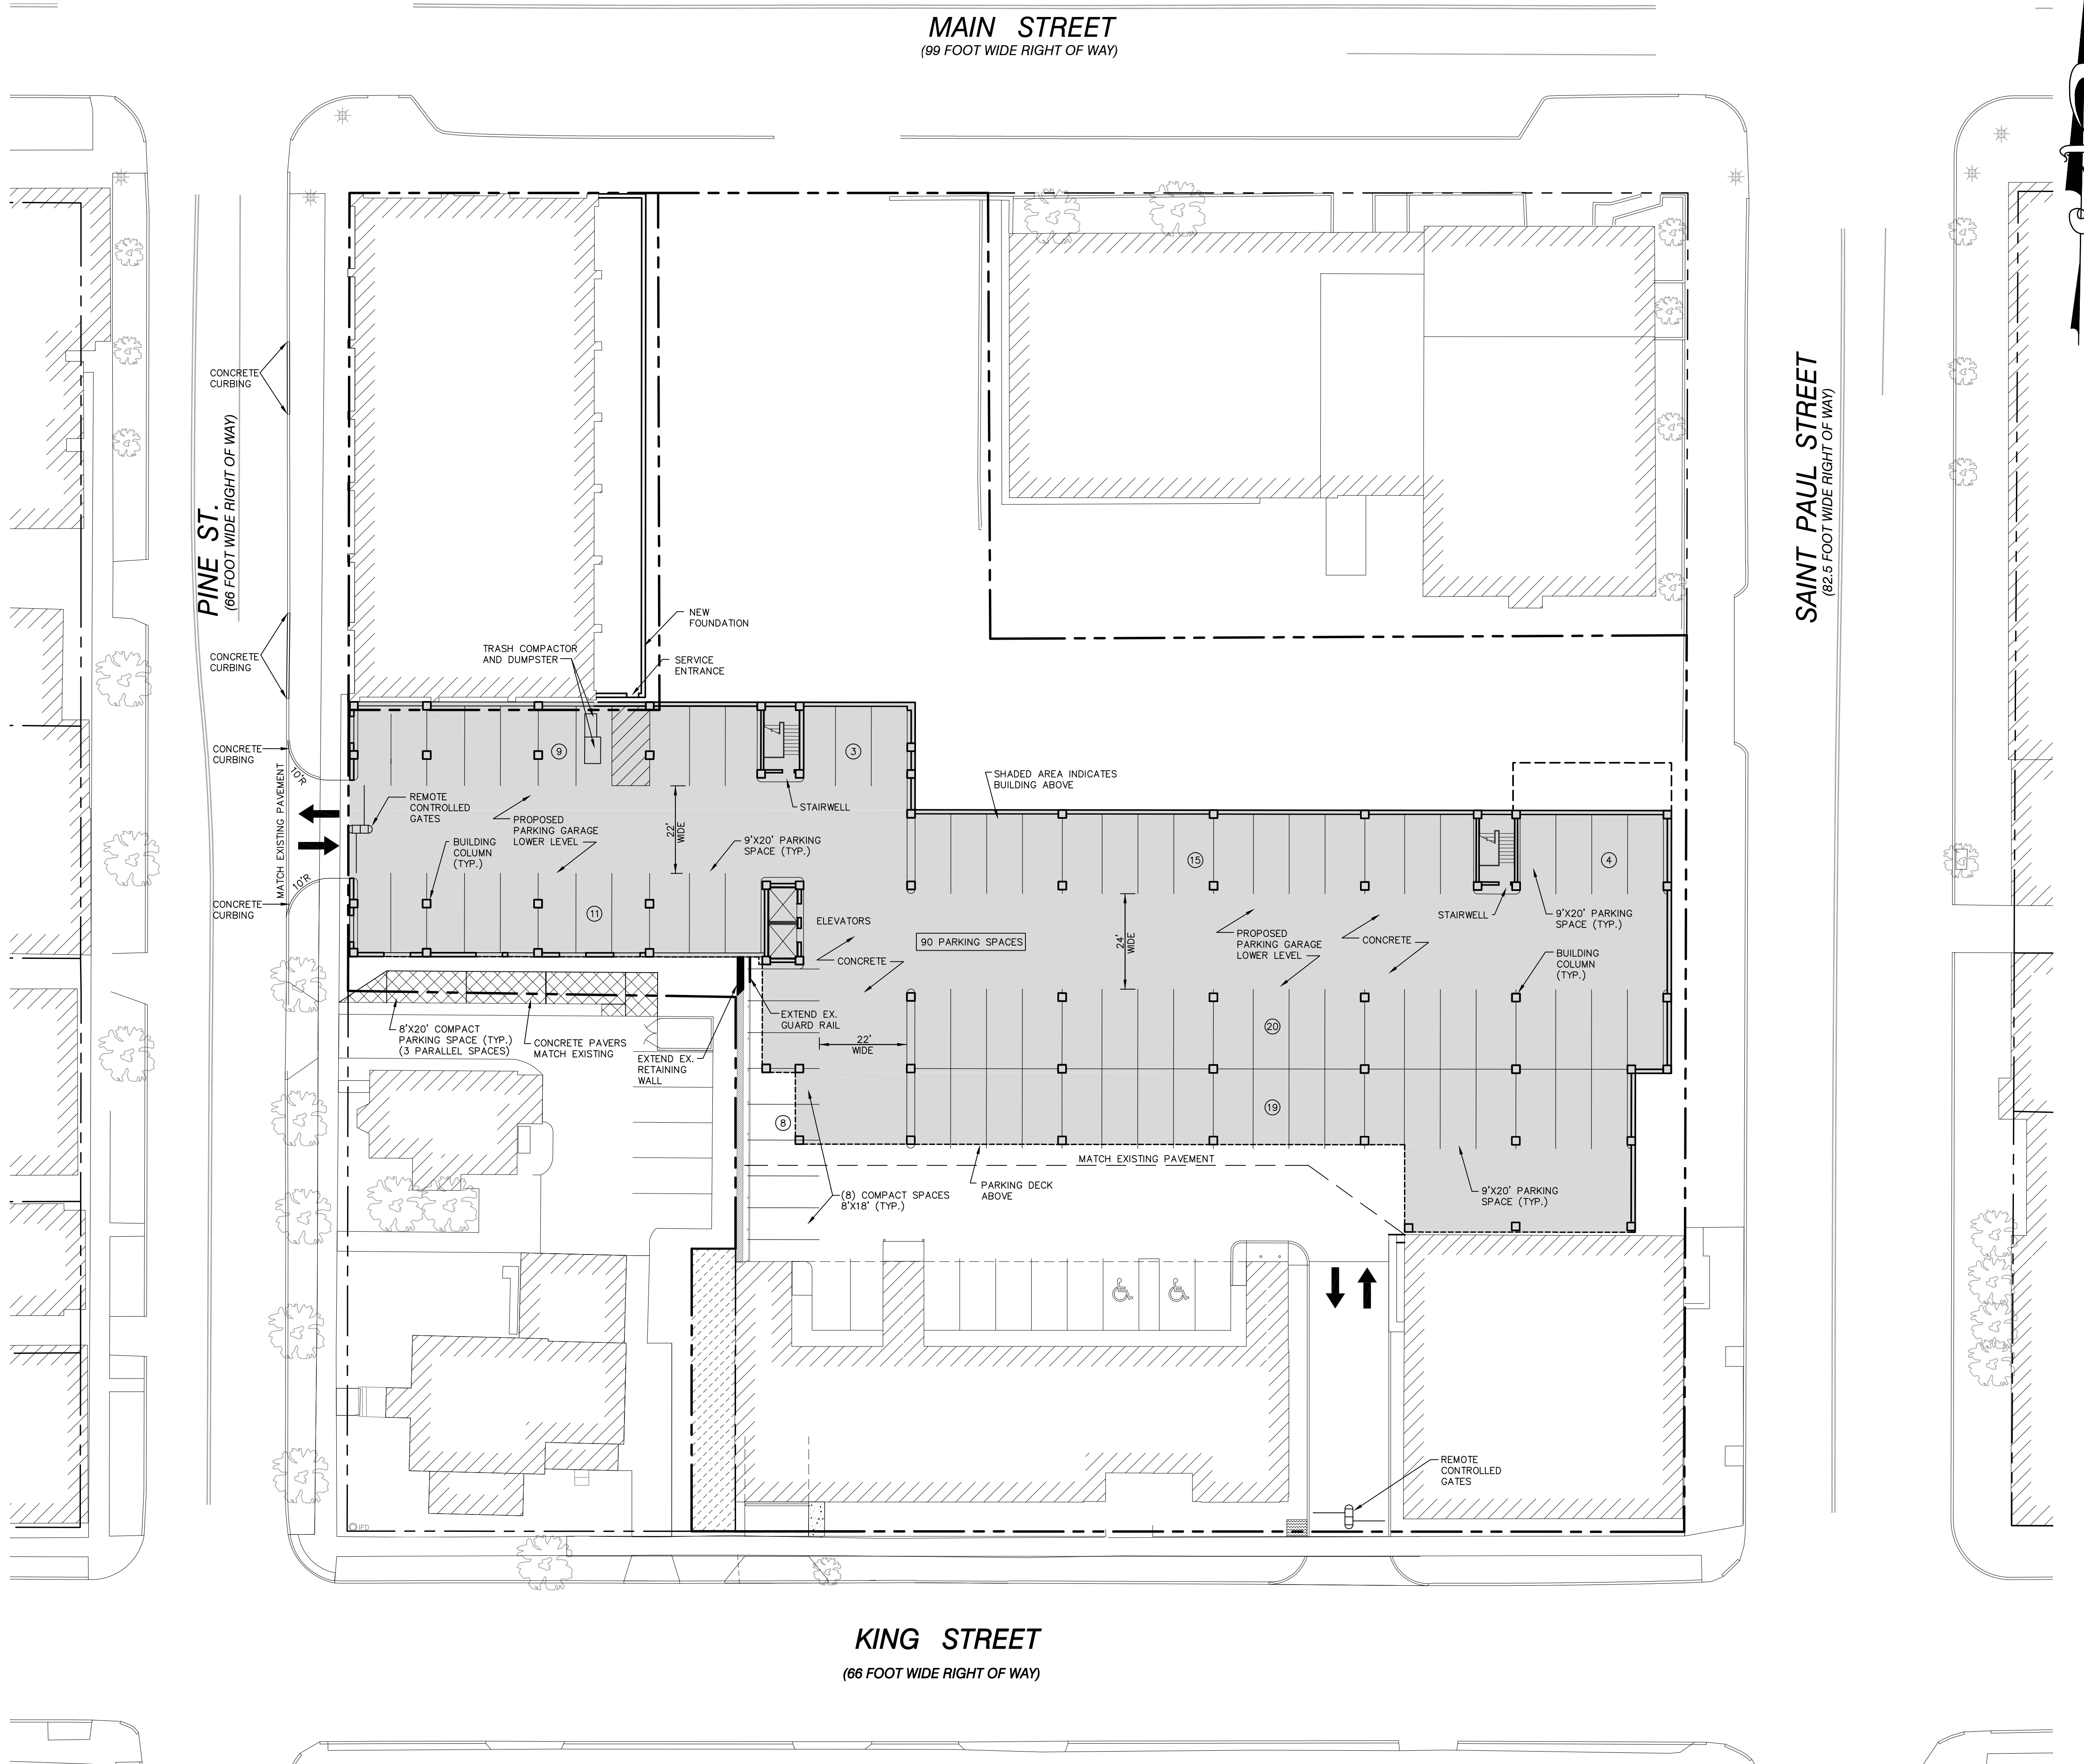 MAIN STREET
(99 FOOT WIDE RIGHT OF WAY)
CONCRETE
CURBING
PINE ST.
(66 FOOT WIDE RIGHT OF WAY)
SAINT PAUL STREET
(82.5 FOOT WIDE RIGHT OF WAY)
NEW
FOUNDATION
TRASH COMPACTOR
AND DUMPSTER
SERVICE
ENTRANCE
CONCRETE
CURBING
CONCRETE
CURBING
10'R
MATCH EXISTING PAVEMENT
9
3
SHADED AREA INDICATES
BUILDING ABOVE
REMOTE
CONTROLLED
GATES
PROPOSED
PARKING GARAGE
LOWER LEVEL
STAIRWELL
22'
WIDE
BUILDING
COLUMN
(TYP.)
9'X20' PARKING
SPACE (TYP.)
15
4
10'R
CONCRETE
CURBING
11
ELEVATORS
90 PARKING SPACES
CONCRETE
24'
WIDE
PROPOSED
PARKING GARAGE
LOWER LEVEL
CONCRETE
STAIRWELL
9'X20' PARKING
SPACE (TYP.)
BUILDING
COLUMN
(TYP.)
8'X20' COMPACT
PARKING SPACE (TYP.)
(3 PARALLEL SPACES)
CONCRETE PAVERS
MATCH EXISTING
EXTEND EX.
GUARD RAIL
EXTEND EX.
RETAINING
WALL
22'
WIDE
20
19
8
MATCH EXISTING PAVEMENT
(8) COMPACT SPACES
8'X18' (TYP.)
PARKING DECK
ABOVE
9'X20' PARKING
SPACE (TYP.)
REMOTE
CONTROLLED
GATES
IFD
KING STREET
(66 FOOT WIDE RIGHT OF WAY)